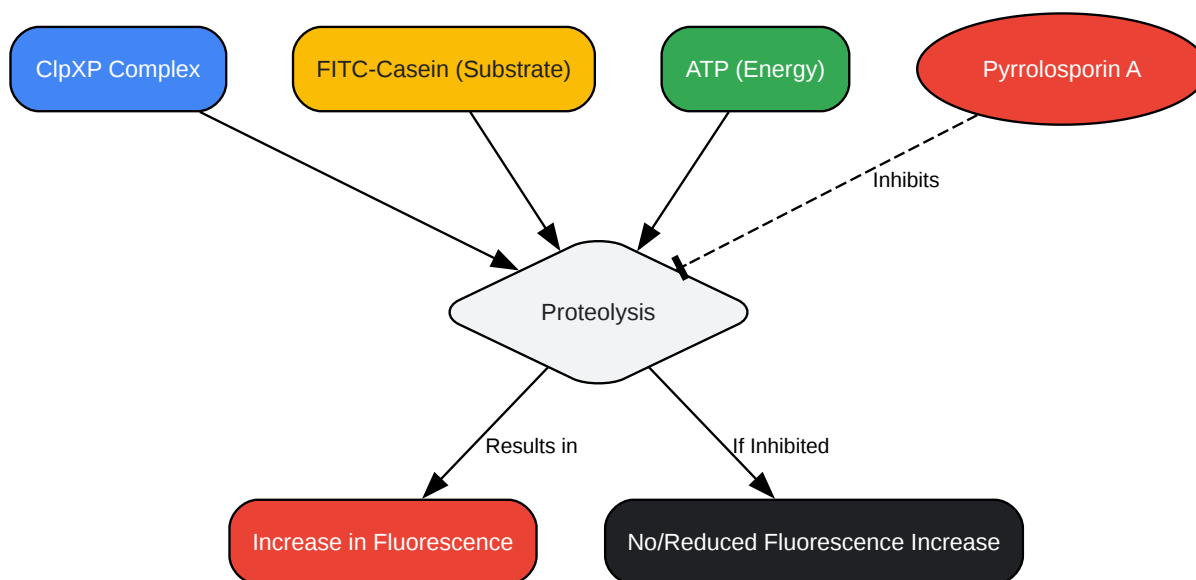 ClpXP Complex
FITC-Casein (Substrate)
ATP (Energy)
Pyrrolosporin A
Inhibits
Proteolysis
Results in
If Inhibited
Increase in Fluorescence
No/Reduced Fluorescence Increase